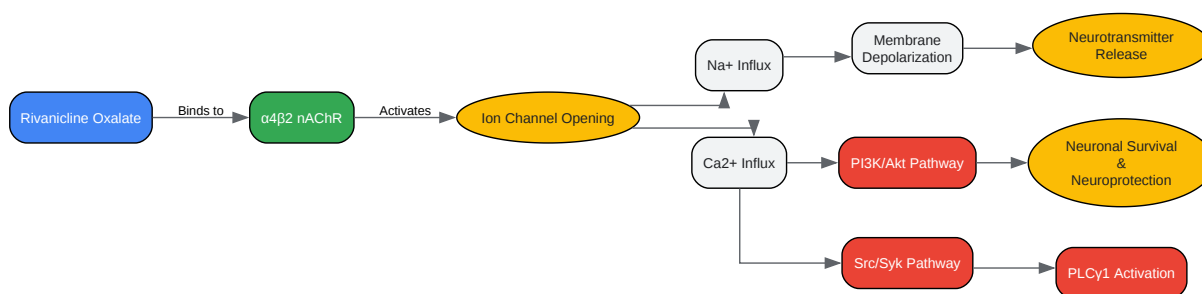 Rivanicline Oxalate
Binds to
α4β2 nAChR
Activates
Ion Channel Opening
Na+ Influx
Membrane
Depolarization
Neurotransmitter
Release
Ca2+ Influx
PI3K/Akt Pathway
Neuronal Survival
&
Neuroprotection
Src/Syk Pathway
PLCγ1 Activation